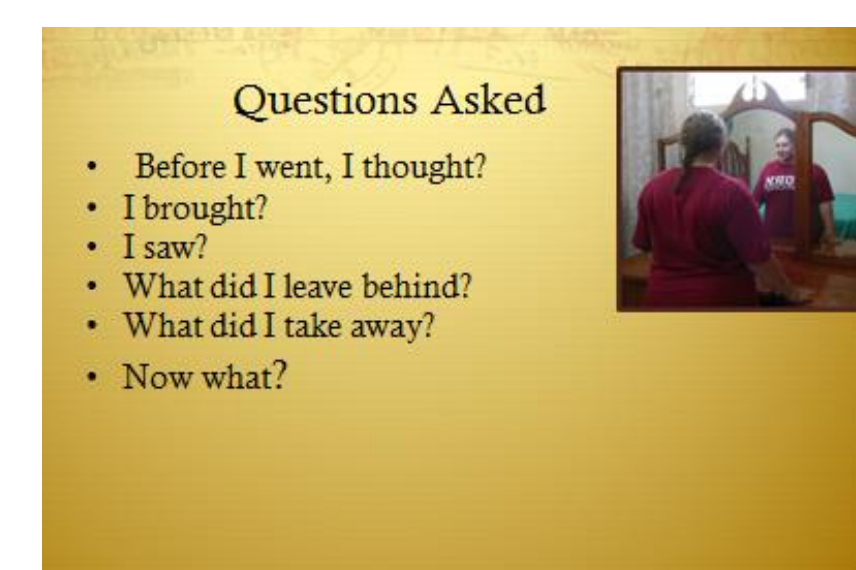 Questions Asked
• Before I went, I thought?
• I brought?
• I saw?
• What did I leave behind?
• What did I take away?
• Now what?